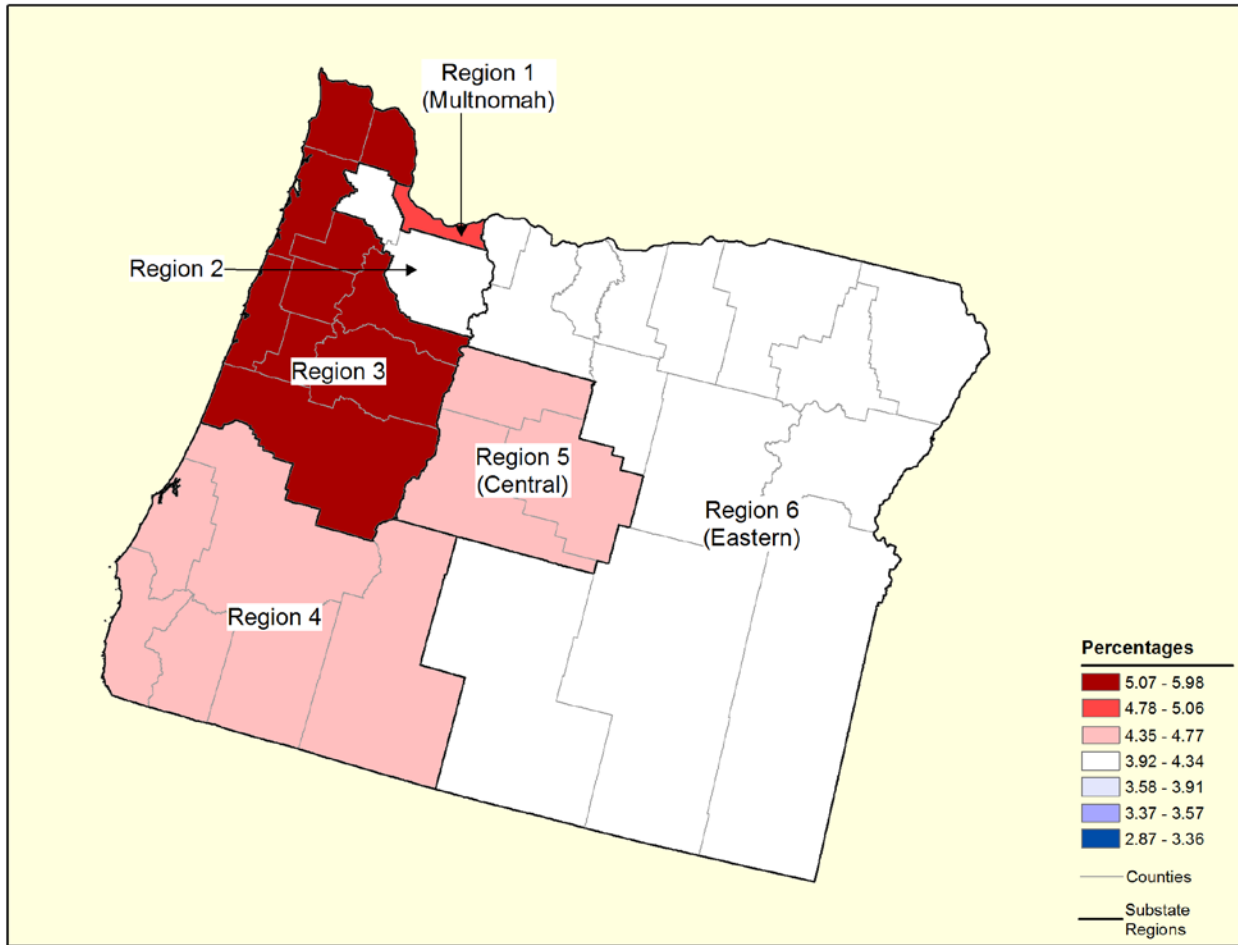 Region 1
(Multnomah)
Region 2
Region 3
Region 5
(Central)
Region 6
(Eastern)
Region 4
Percentages
5.07 - 5.98
4.78 - 5.06
4.35 - 4.77
3.92 - 4.34
3.58 - 3.91
3.37 - 3.57
2.87 - 3.36
Counties
Substate
Regions